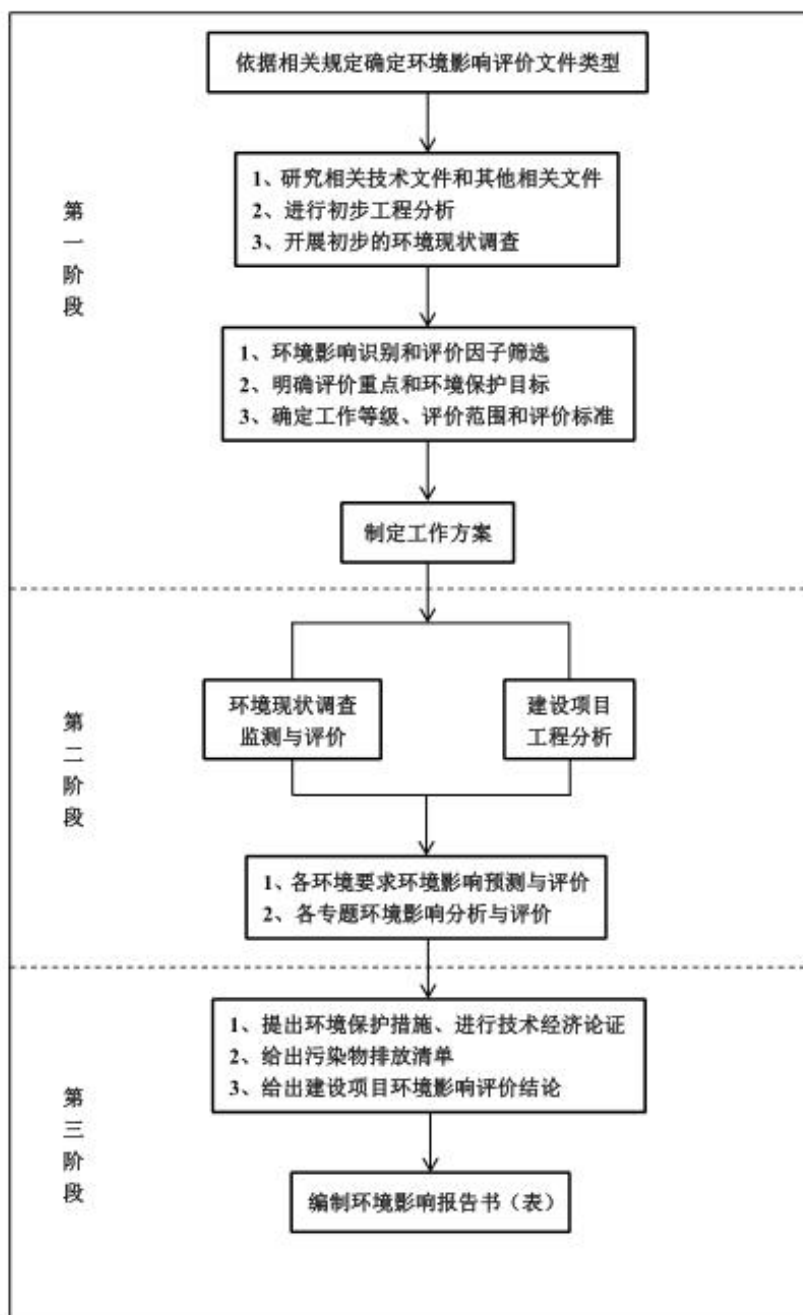 依据相关规定确定环境影响评价文件类型
第一阶段
1、研究相关技术文件和其他相关文件
2、进行初步工程分析
3、开展初步的环境现状调查
1、环境影响识别和评价因子筛选
2、明确评价重点和环境保护目标
3、确定工作等级、评价范围和评价标准
制定工作方案
第二阶段
环境现状调查
监测与评价
建设项目
工程分析
1、各环境要求环境影响预测与评价
2、各专题环境影响分析与评价
第三阶段
1、提出环境保护措施、进行技术经济论证
2、给出污染物排放清单
3、给出建设项目环境影响评价结论
编制环境影响报告书（表）